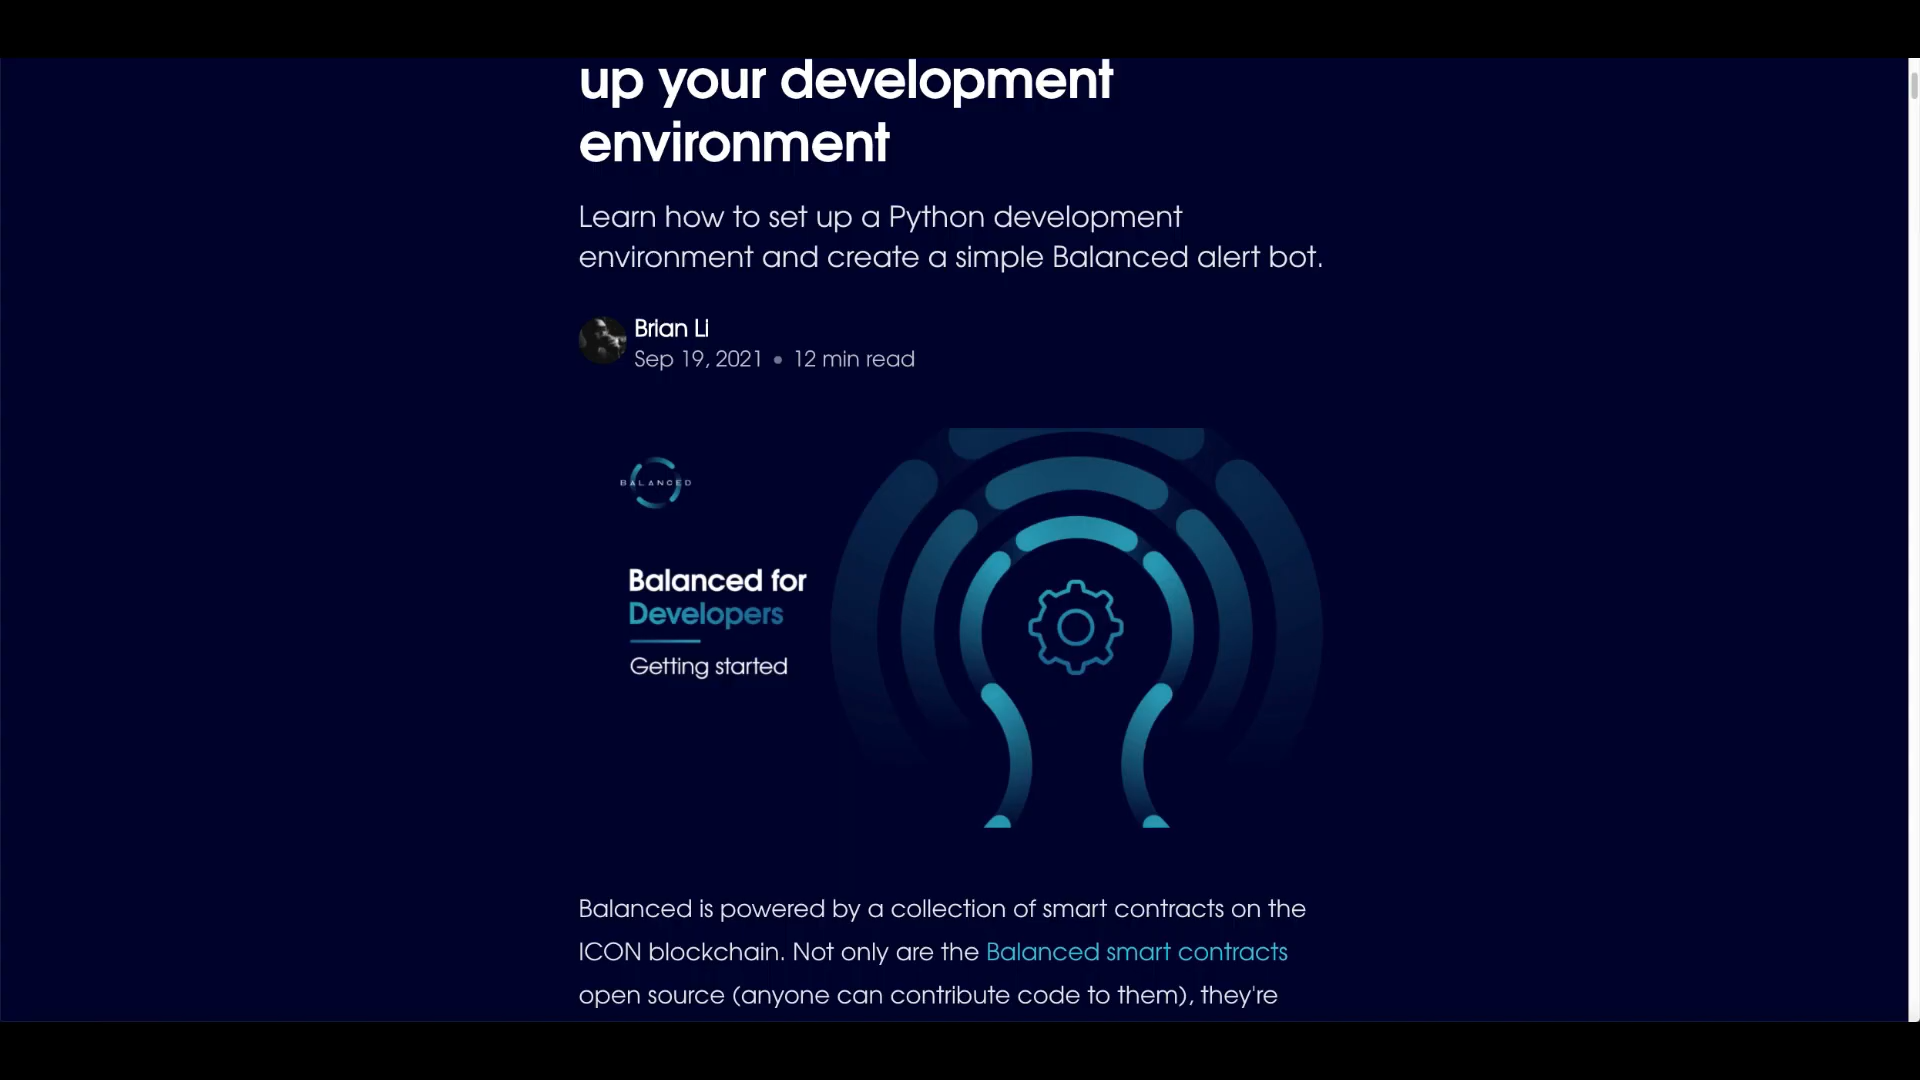 up your development
environment
Learn how to set up a Python development
environment and create a simple Balanced alert bot.
Brian Li
Sep 19, 2021 • 12 min read
BALANCED
Balanced for
Developers
Getting started
Balanced is powered by a collection of smart contracts on the
ICON blockchain. Not only are the Balanced smart contracts
open source (anyone can contribute code to them), they're